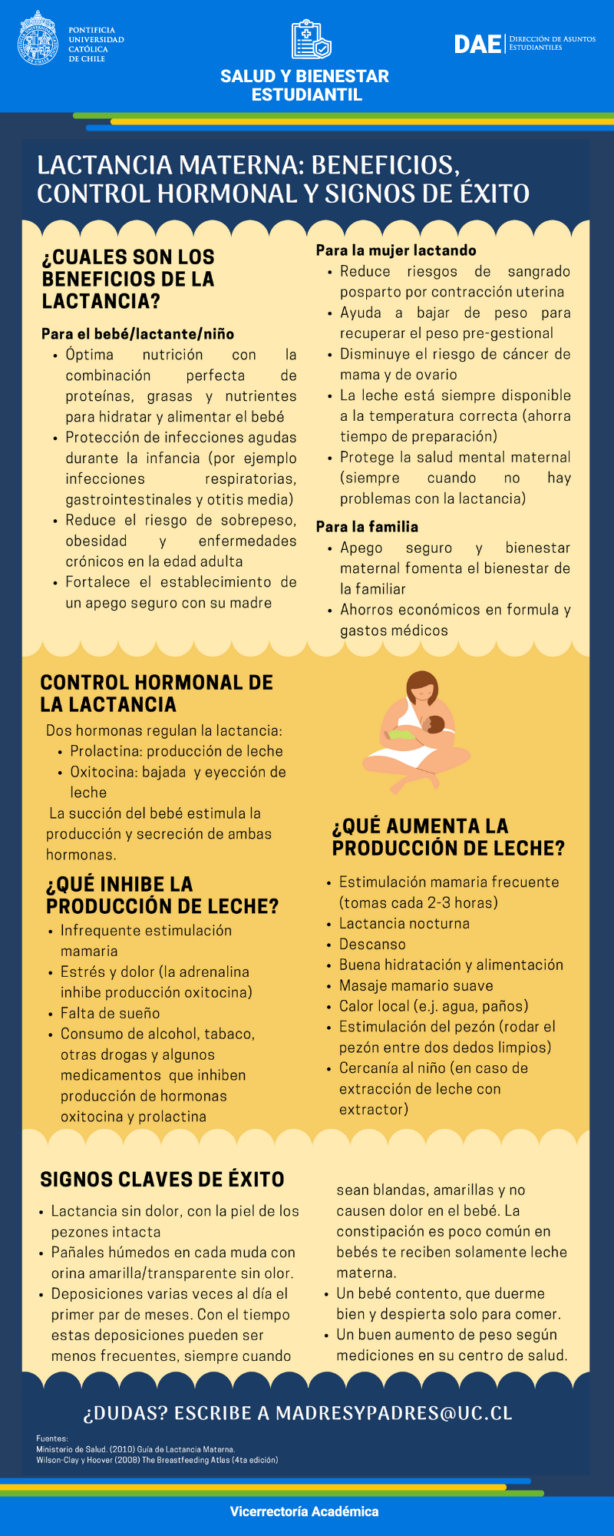 PONTIFICIA
UNIVERSIDAD
CATÓLICA
DE CHILE
SALUD Y BIENESTAR
ESTUDIANTIL
DAE
DIRECCIÓN DE ASUNTOS
ESTUDIANTILES
LACTANCIA MATERNA: BENEFICIOS,
CONTROL HORMONAL Y SIGNOS DE ÉXITO
¿CUALES SON LOS
BENEFICIOS DE LA
LACTANCIA?
Para el bebé/lactante/niño
• Óptima nutrición con la
combinación perfecta de
proteínas, grasas y nutrientes
para hidratar y alimentar el bebé
• Protección de infecciones agudas
durante la infancia (por ejemplo
infecciones respiratorias,
gastrointestinales y otitis media)
• Reduce el riesgo de sobrepeso,
obesidad y enfermedades
crónicos en la edad adulta
• Fortalece el establecimiento de
un apego seguro con su madre
Para la mujer lactando
• Reduce riesgos de sangrado
posparto por contracción uterina
• Ayuda a bajar de peso para
recuperar el peso pre-gestional
• Disminuye el riesgo de cáncer de
mama y de ovario
• La leche está siempre disponible
a la temperatura correcta (ahorra
tiempo de preparación)
• Protege la salud mental maternal
(siempre cuando no hay
problemas con la lactancia)
Para la familia
• Apego seguro y bienestar
maternal fomenta el bienestar de
la familiar
• Ahorros económicos en formula y
gastos médicos
CONTROL HORMONAL DE
LA LACTANCIA
Dos hormonas regulan la lactancia:
• Prolactina: producción de leche
• Oxitocina: bajada y eyección de
leche
La succión del bebé estimula la
producción y secreción de ambas
hormonas.
¿QUÉ INHIBE LA
PRODUCCIÓN DE LECHE?
• Infrequente estimulación
mamaria
• Estrés y dolor (la adrenalina
inhibe producción oxitocina)
• Falta de sueño
• Consumo de alcohol, tabaco,
otras drogas y algunos
medicamentos que inhiben
producción de hormonas
oxitocina y prolactina
¿QUÉ AUMENTA LA
PRODUCCIÓN DE LECHE?
• Estimulación mamaria frecuente
(tomas cada 2-3 horas)
• Lactancia nocturna
• Descanso
• Buena hidratación y alimentación
• Masaje mamario suave
• Calor local (e.j. agua, paños)
• Estimulación del pezón (rodar el
pezón entre dos dedos limpios)
• Cercanía al niño (en caso de
extracción de leche con
extractor)
SIGNOS CLAVES DE ÉXITO
• Lactancia sin dolor, con la piel de los
pezones intacta
• Pañales húmedos en cada muda con
orina amarilla/transparente sin olor.
• Deposiciones varias veces al día el
primer par de meses. Con el tiempo
estas deposiciones pueden ser
menos frecuentes, siempre cuando
sean blandas, amarillas y no
causen dolor en el bebé. La
constipación es poco común en
bebés te reciben solamente leche
materna.
• Un bebé contento, que duerme
bien y despierta solo para comer.
• Un buen aumento de peso según
mediciones en su centro de salud.
¿DUDAS? ESCRIBE A MADRESYPADRES@UC.CL
Fuentes:
Ministerio de Salud. (2010) Guía de Lactancia Materna.
Wilson-Clay y Hoover (2008) The Breastfeeding Atlas (4ta edición)
Vicerrectoría Académica